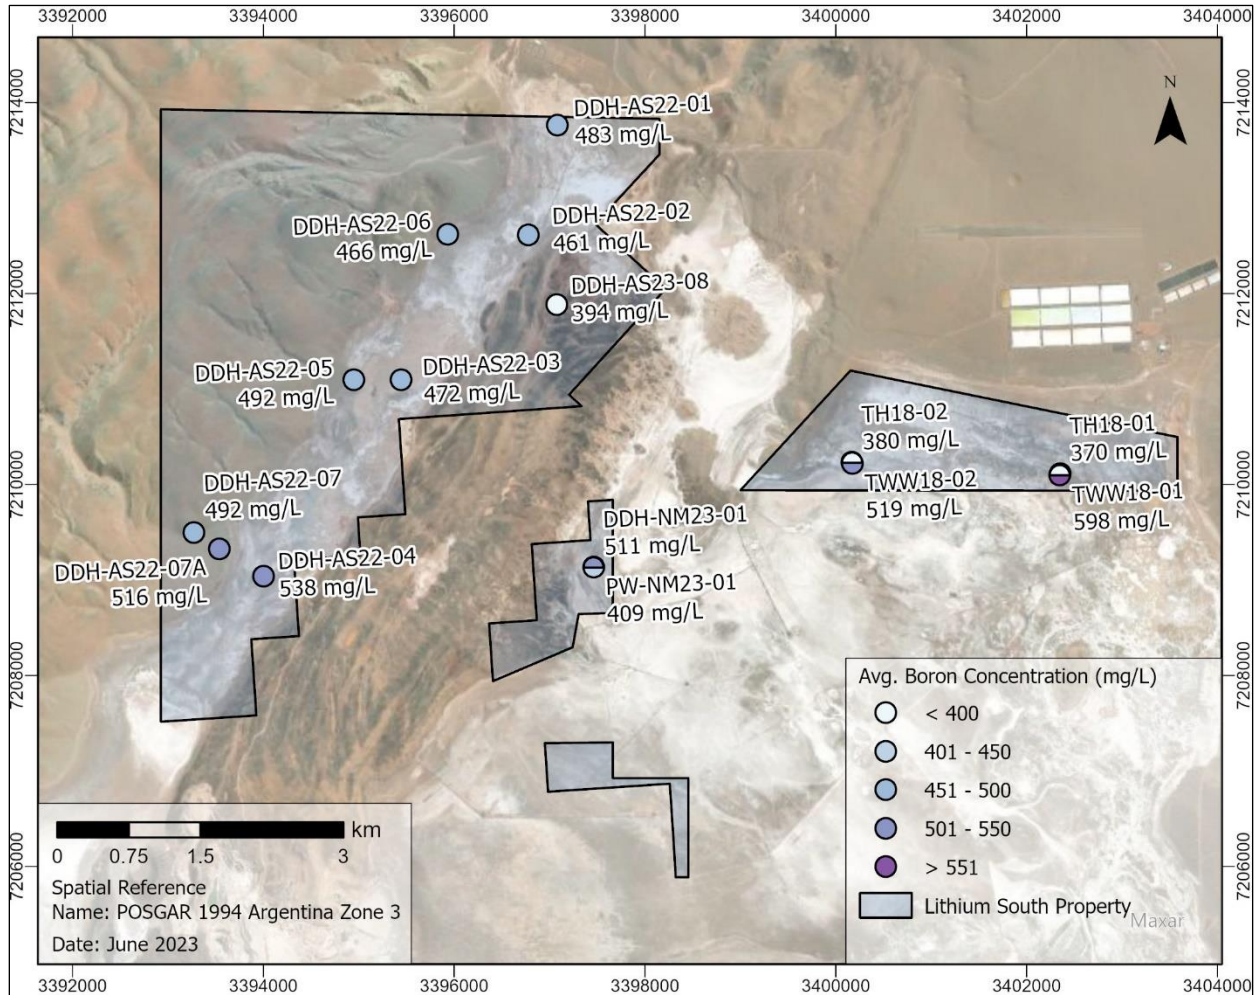 3392000 3394000 3396000 3398000 3400000 3402000 3404000
7214000 7214000
N
DDH-AS22-01
483 mg/L
DDH-AS22-06
466 mg/L
DDH-AS22-02
461 mg/L
7212000 7212000
DDH-AS23-08
394 mg/L
DDH-AS22-05
492 mg/L
DDH-AS22-03
472 mg/L
TH18-02
380 mg/L
TH18-01
370 mg/L
7210000 7210000
DDH-AS22-07
492 mg/L
TWW18-02
519 mg/L
TWW18-01
598 mg/L
DDH-NM23-01
511 mg/L
DDH-AS22-07A
516 mg/L
DDH-AS22-04
538 mg/L
PW-NM23-01
409 mg/L
7208000 7208000
Avg. Boron Concentration (mg/L)
< 400
401 - 450
451 - 500
501 - 550
> 551
Lithium South Property
Maxar
7206000 7206000
km
0 0.75 1.5 3
Spatial Reference
Name: POSGAR 1994 Argentina Zone 3
Date: June 2023
3392000 3394000 3396000 3398000 3400000 3402000 3404000